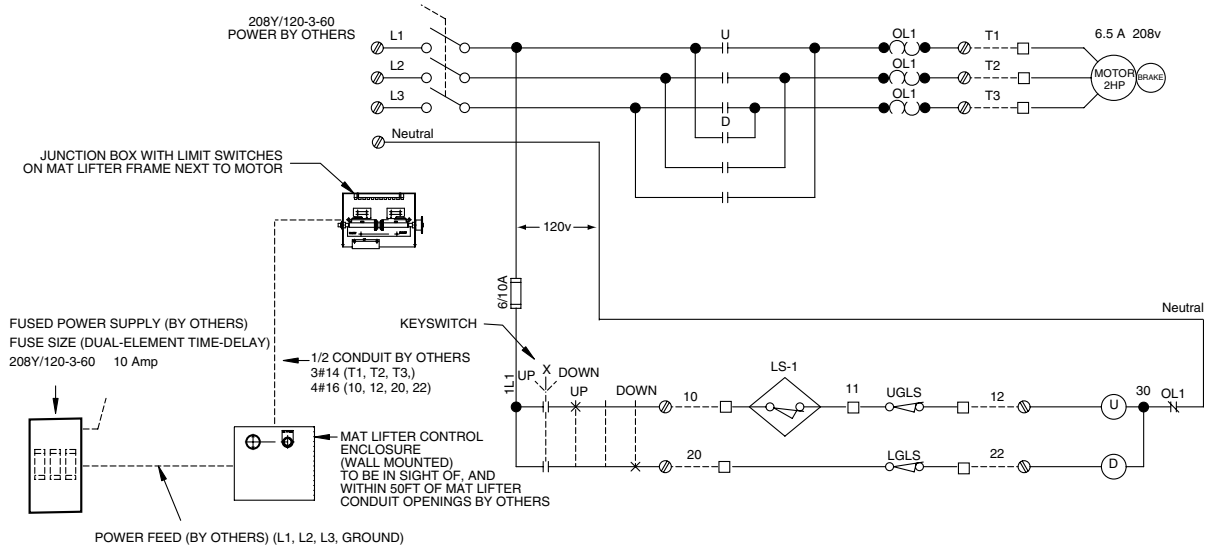 208Y/120-3-60
POWER BY OTHERS
L1
L2
L3
Neutral
U
D
OL1
OL1
OL1
T1
T2
T3
6.5 A 208v
MOTOR
2HP
BRAKE
JUNCTION BOX WITH LIMIT SWITCHES
ON MAT LIFTER FRAME NEXT TO MOTOR
120v
6/10A
Neutral
FUSED POWER SUPPLY (BY OTHERS)
FUSE SIZE (DUAL-ELEMENT TIME-DELAY)
208Y/120-3-60 10 Amp
1/2 CONDUIT BY OTHERS
3#14 (T1, T2, T3,)
4#16 (10, 12, 20, 22)
KEYSWITCH
X
UP DOWN
UP
DOWN
1L1
10
LS-1
11
UGLS
12
U
30
OL1
20
LGLS
22
D
MAT LIFTER CONTROL
ENCLOSURE
(WALL MOUNTED)
TO BE IN SIGHT OF, AND
WITHIN 50FT OF MAT LIFTER
CONDUIT OPENINGS BY OTHERS
POWER FEED (BY OTHERS) (L1, L2, L3, GROUND)